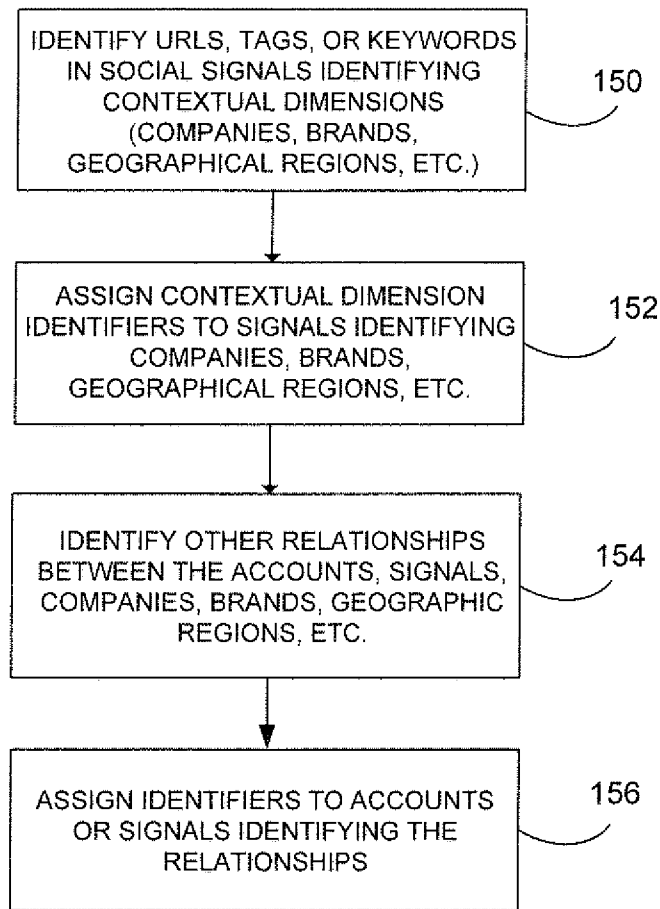 IDENTIFY URLS, TAGS, OR KEYWORDS
IN SOCIAL SIGNALS IDENTIFYING
CONTEXTUAL DIMENSIONS
(COMPANIES, BRANDS,
GEOGRAPHICAL REGIONS, ETC.)
150
ASSIGN CONTEXTUAL DIMENSION
IDENTIFIERS TO SIGNALS IDENTIFYING
COMPANIES, BRANDS,
GEOGRAPHICAL REGIONS, ETC.
152
IDENTIFY OTHER RELATIONSHIPS
BETWEEN THE ACCOUNTS, SIGNALS,
COMPANIES, BRANDS, GEOGRAPHIC
REGIONS, ETC.
154
ASSIGN IDENTIFIERS TO ACCOUNTS
OR SIGNALS IDENTIFYING THE
RELATIONSHIPS
156